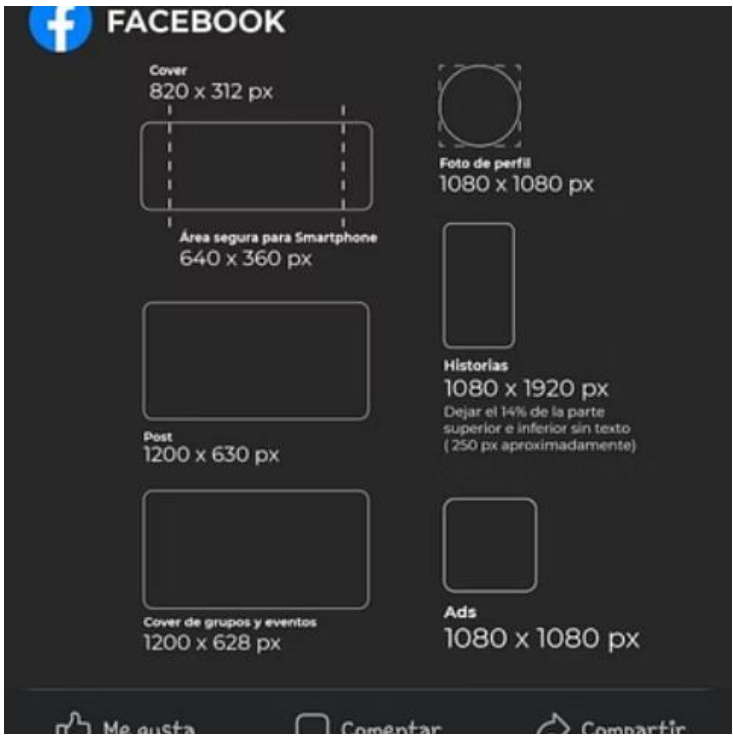 FACEBOOK
Cover
820 x 312 px
Área segura para Smartphone
640 x 360 px
Post
1200 x 630 px
Cover de grupos y eventos
1200 x 628 px
Foto de perfil
1080 x 1080 px
Historias
1080 x 1920 px
Dejar el 14% de la parte
superior e inferior sin texto
( 250 px aproximadamente)
Ads
1080 x 1080 px
Me gusta
Comentar
Compartir